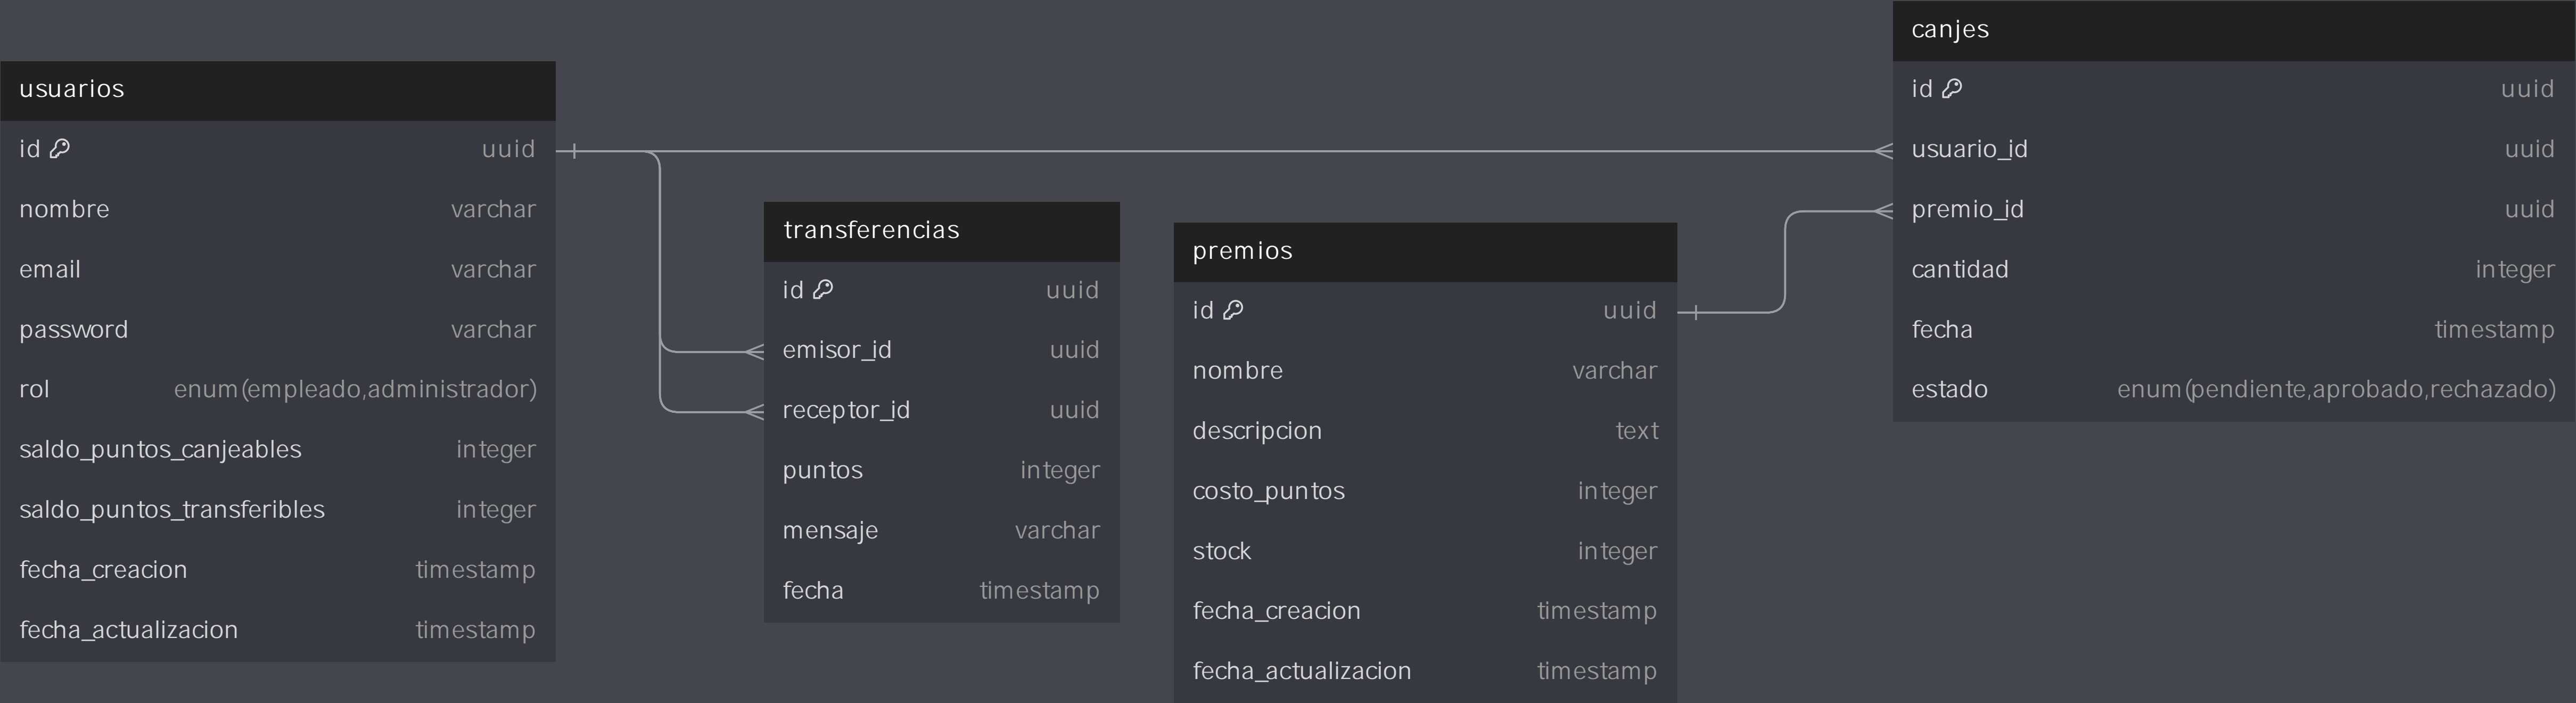 usuarios
id uuid
nombre varchar
email varchar
password varchar
rol enum(empleado,administrador)
saldo_puntos_canjeables integer
saldo_puntos_transferibles integer
fecha_creacion timestamp
fecha_actualizacion timestamp
transferencias
id uuid
emisor_id uuid
receptor_id uuid
puntos integer
mensaje varchar
fecha timestamp
premios
id uuid
nombre varchar
descripcion text
costo_puntos integer
stock integer
fecha_creacion timestamp
fecha_actualizacion timestamp
canjes
id uuid
usuario_id uuid
premio_id uuid
cantidad integer
fecha timestamp
estado enum(pendiente,aprobado,rechazado)